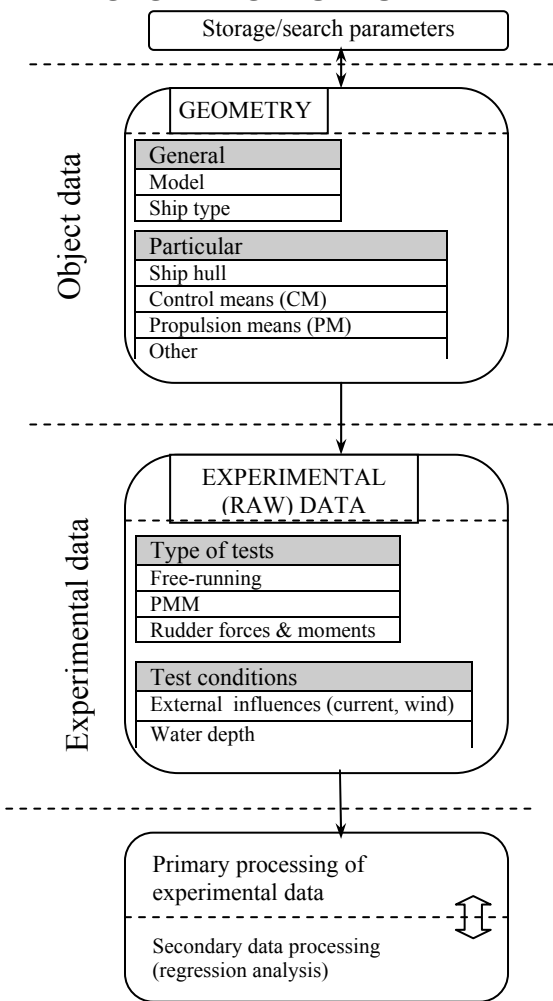 Storage/search parameters
Object data
GEOMETRY
General
Model
Ship type
Particular
Ship hull
Control means (CM)
Propulsion means (PM)
Other
Experimental data
EXPERIMENTAL
(RAW) DATA
Type of tests
Free-running
PMM
Rudder forces & moments
Test conditions
External influences (current, wind)
Water depth
Primary processing of
experimental data
Secondary data processing
(regression analysis)